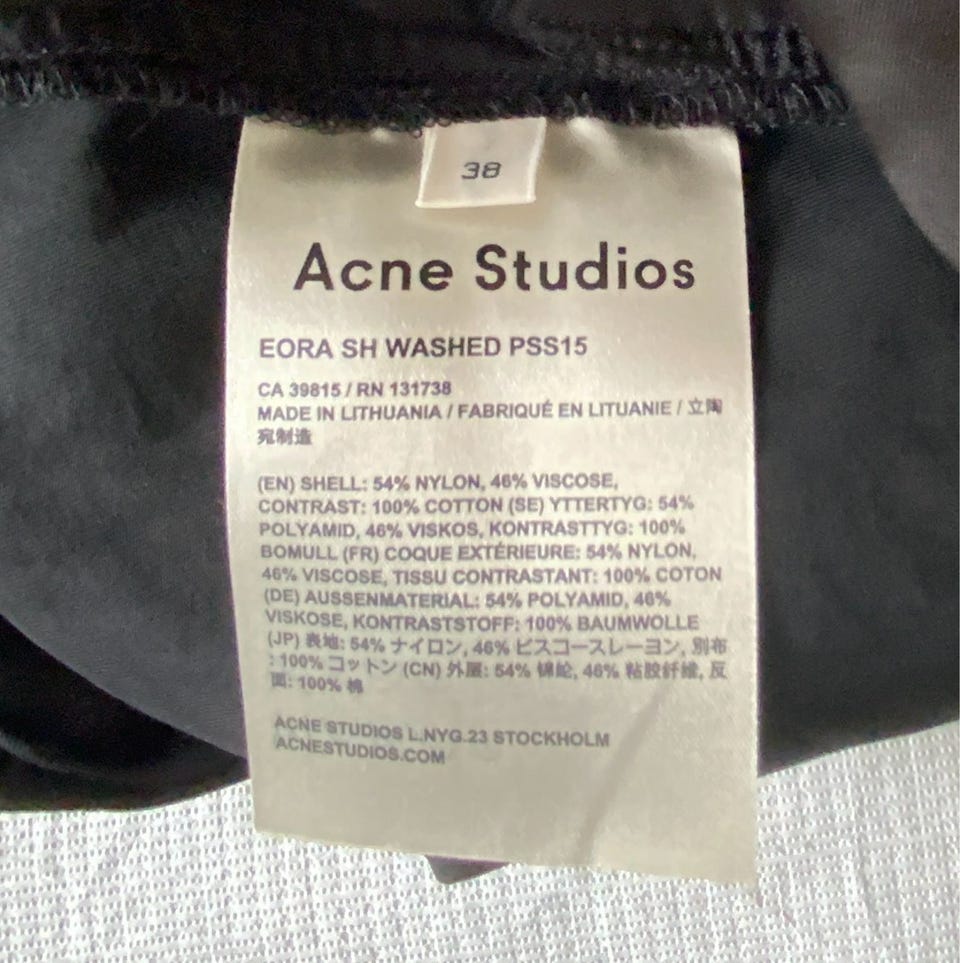 38
Acne Studios
EORA SH WASHED PSS15
CA 39815 / RN 131738
MADE IN LITHUANIA / FABRIQUÉ EN LITUANIE / 立陶
宛制造
(EN) SHELL: 54% NYLON, 46% VISCOSE,
CONTRAST: 100% COTTON (SE) YTTERTYG: 54%
POLYAMID, 46% VISKOS, KONTRASTTYG: 100%
BOMULL (FR) COQUE EXTÉRIEURE: 54% NYLON,
46% VISCOSE, TISSU CONTRASTANT: 100% COTON
(DE) AUSSENMATERIAL: 54% POLYAMID, 46%
VISKOSE, KONTRASTSTOFF: 100% BAUMWOLLE
(JP) 表地: 54% ナイロン, 46% ビスコースレーヨン, 別布
: 100% コットン (CN) 外层: 54% 锦纶, 46% 粘胶纤维, 反
面: 100% 棉
ACNE STUDIOS L.NYG.23 STOCKHOLM
ACNESTUDIOS.COM